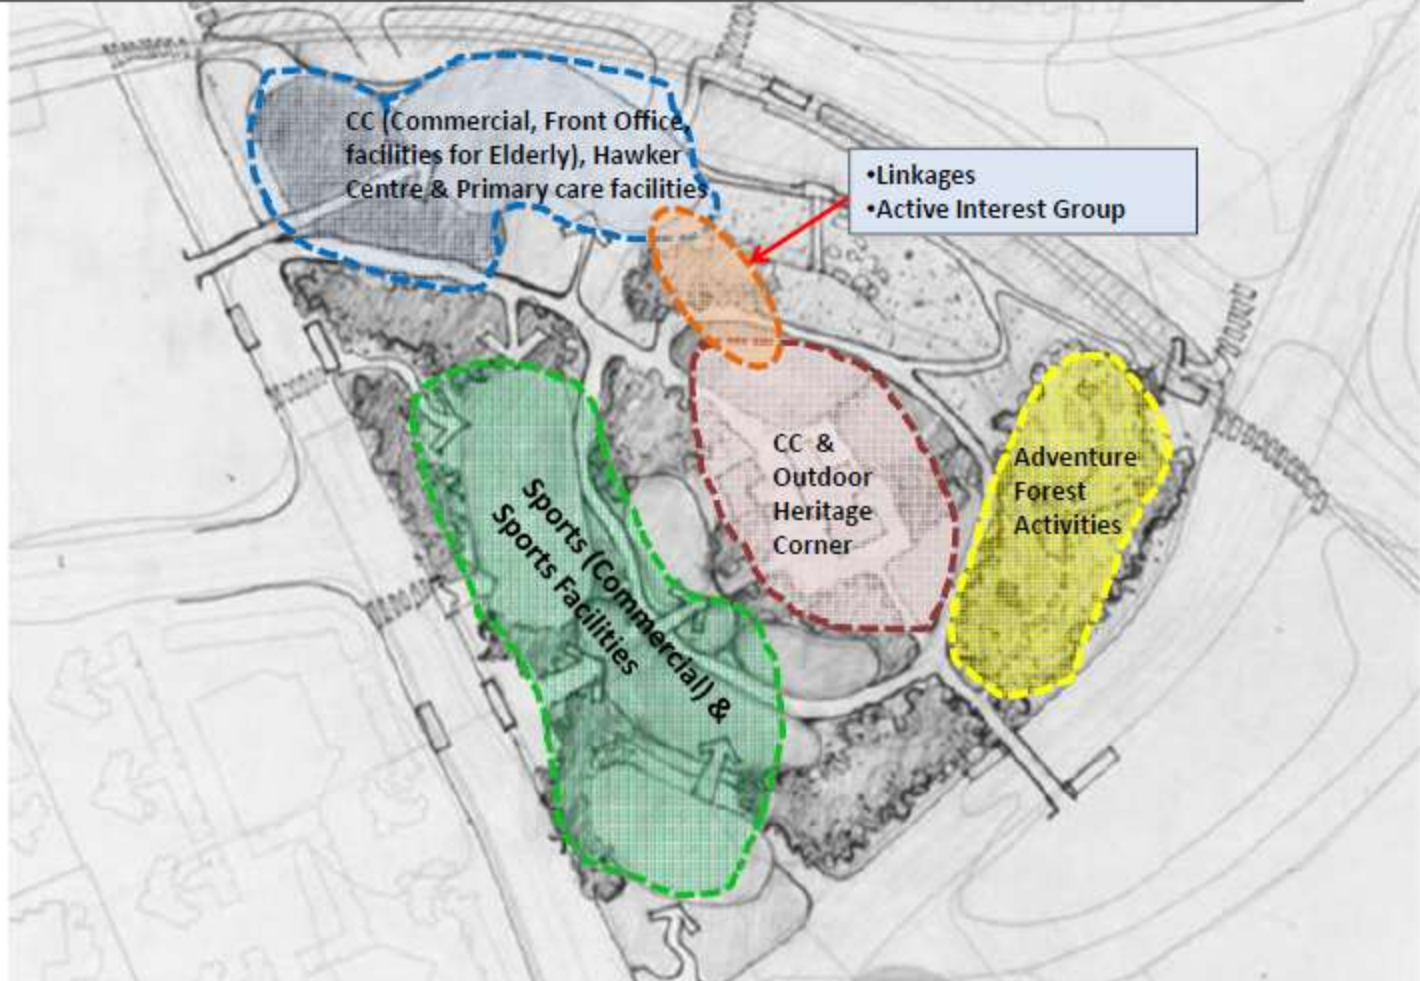 CC (Commercial, Front Office,
facilities for Elderly), Hawker
Centre & Primary care facilities
•Linkages
•Active Interest Group
CC &
Outdoor
Heritage
Corner
Adventure
Forest
Activities
Sports (Commercial) &
Sports Facilities